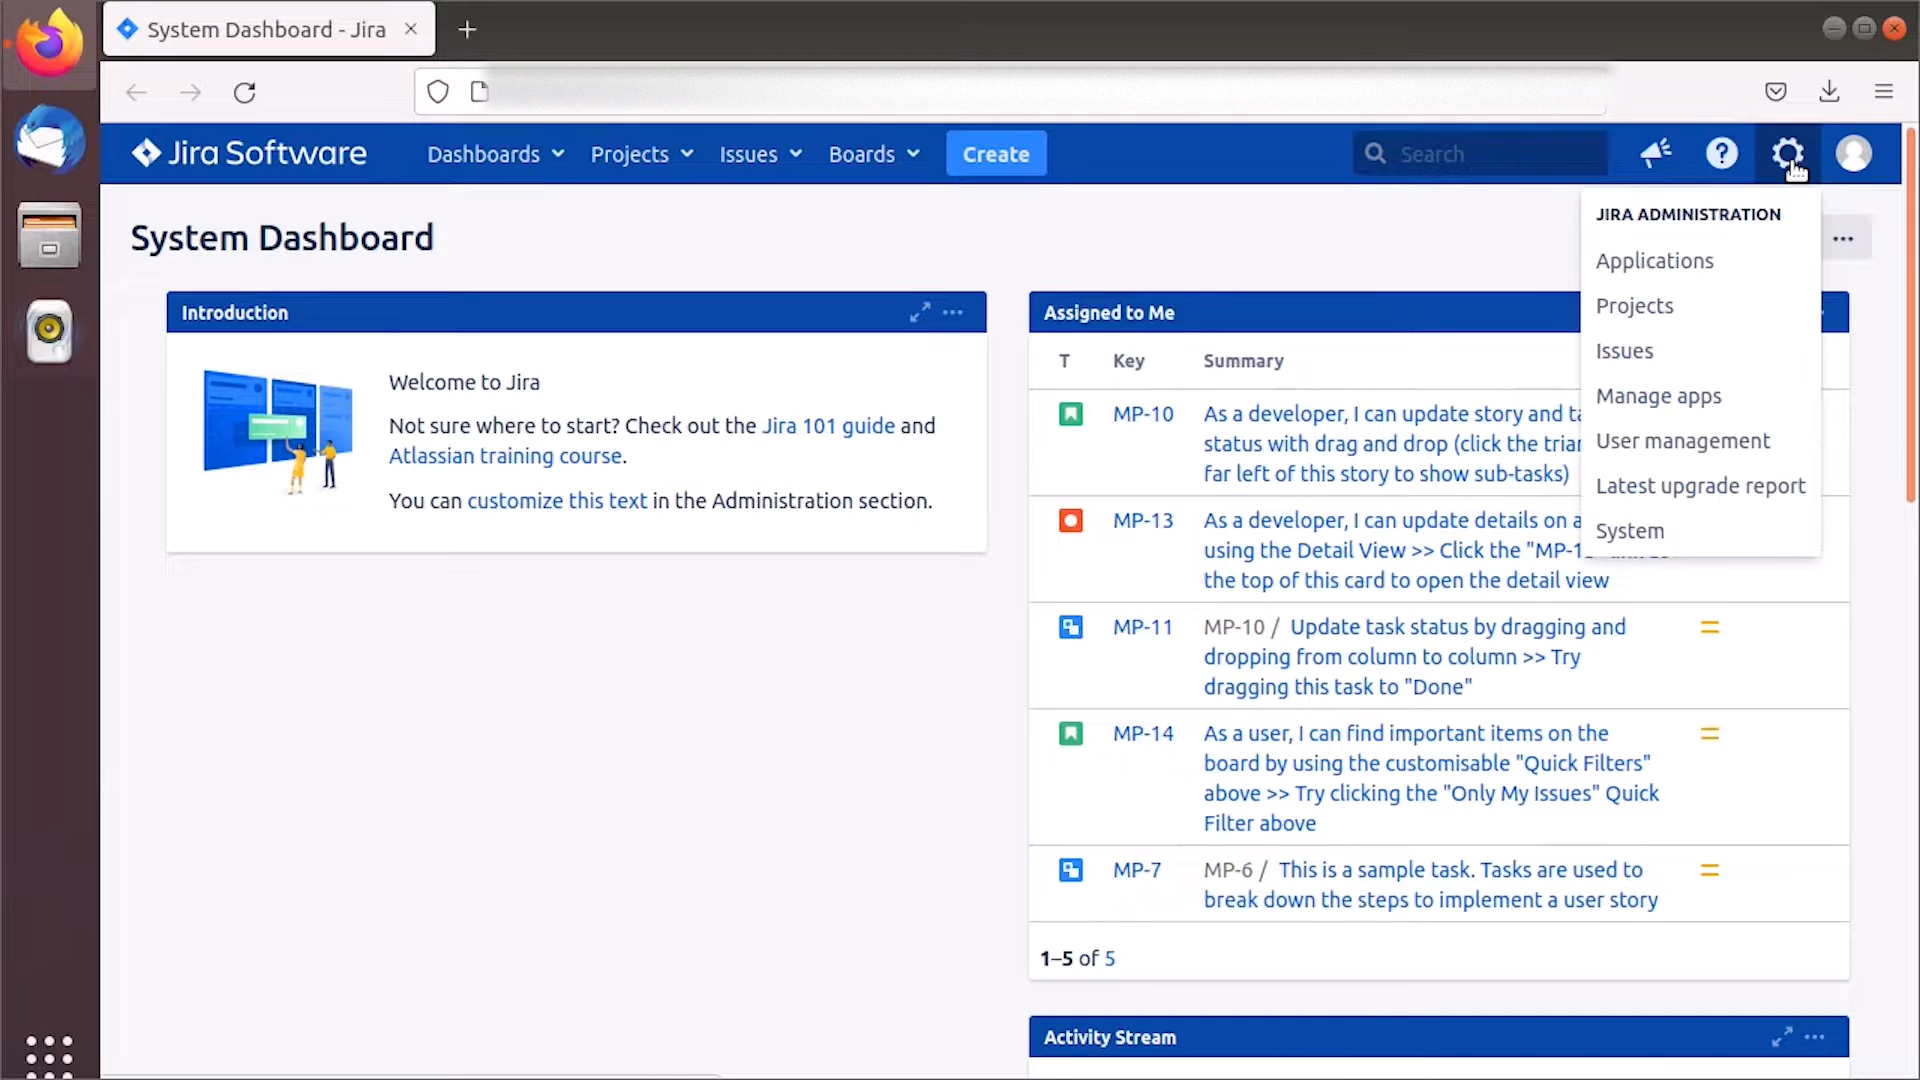 System Dashboard - Jira
Jira Software
Dashboards
Projects
Issues
Boards
Create
Search
System Dashboard
JIRA ADMINISTRATION
Applications
Projects
Issues
Manage apps
User management
Latest upgrade report
System
Introduction
Welcome to Jira
Not sure where to start? Check out the Jira 101 guide and
Atlassian training course.
You can customize this text in the Administration section.
Assigned to Me
T Key Summary
MP-10 As a developer, I can update story and
status with drag and drop (click the
far left of this story to show sub-tasks)
MP-13 As a developer, I can update details on a
using the Detail View >> Click the "MP-1
the top of this card to open the detail view
MP-11 MP-10 / Update task status by dragging and
dropping from column to column >> Try
dragging this task to "Done"
MP-14 As a user, I can find important items on the
board by using the customisable "Quick Filters"
above >> Try clicking the "Only My Issues" Quick
Filter above
MP-7 MP-6 / This is a sample task. Tasks are used to
break down the steps to implement a user story
1–5 of 5
Activity Stream